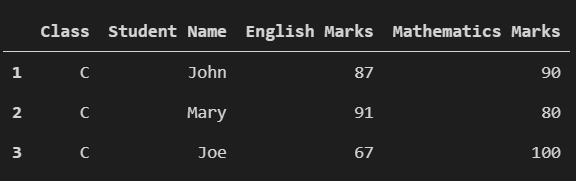 Class Student Name English Marks Mathematics Marks
1 C John 87 90
2 C Mary 91 80
3 C Joe 67 100